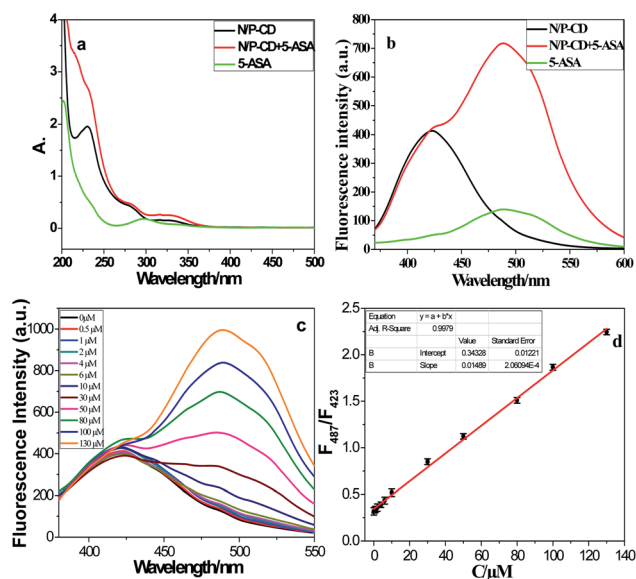 a
N/P-CD
N/P-CD+5-ASA
5-ASA
A.
4
3
2
1
0
200 250 300 350 400 450 500
Wavelength/nm
b
N/P-CD
N/P-CD+5-ASA
5-ASA
Fluorescence intensity (a.u.)
800
700
600
500
400
300
200
100
0
400 450 500 550 600
Wavelength/nm
c
0μM
0.5 μM
1 μM
2 μM
4 μM
6 μM
10 μM
30 μM
50 μM
80 μM
100 μM
130 μM
Fluorescence Intensity (a.u.)
1000
800
600
400
200
0
400 450 500 550
Wavelength/nm
d
Equation y = a + b*x
Adj. R-Square 0.9979
Value Standard Error
B Intercept 0.34328 0.01221
B Slope 0.01489 2.06094E-4
F487/F423
2.5
2.0
1.5
1.0
0.5
0.0
0 20 40 60 80 100 120 140
C/μM